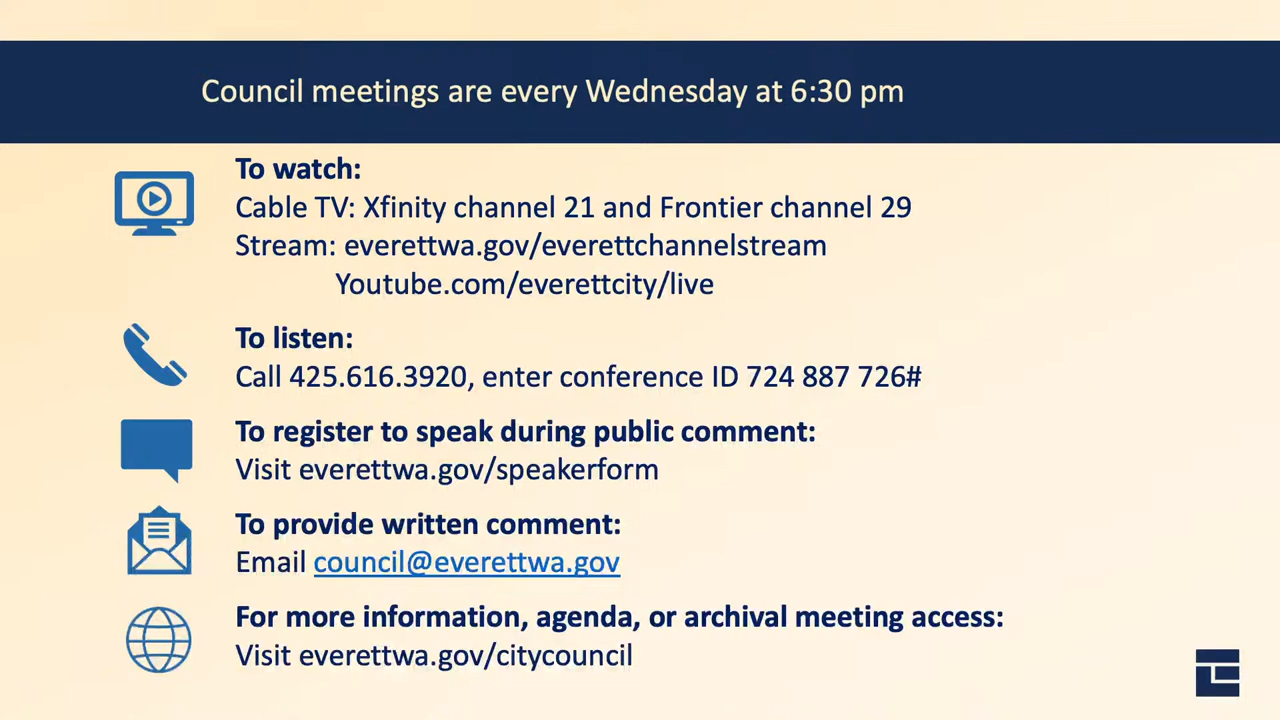 Council meetings are every Wednesday at 6:30 pm
To watch:
Cable TV: Xfinity channel 21 and Frontier channel 29
Stream: everettwa.gov/everettchannelstream
Youtube.com/everettcity/live
To listen:
Call 425.616.3920, enter conference ID 724 887 726#
To register to speak during public comment:
Visit everettwa.gov/speakerform
To provide written comment:
Email council@everettwa.gov
For more information, agenda, or archival meeting access:
Visit everettwa.gov/citycouncil